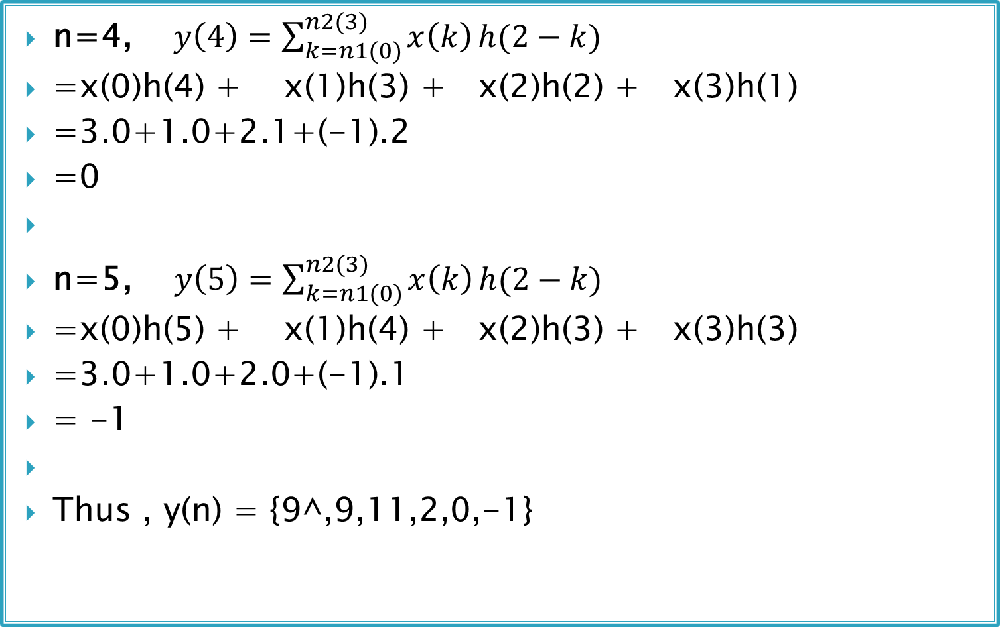 n=4, y(4) = ∑_{k=n1(0)}^{n2(3)} x(k) h(2 − k)
=x(0)h(4) + x(1)h(3) + x(2)h(2) + x(3)h(1)
=3.0+1.0+2.1+(-1).2
=0
n=5, y(5) = ∑_{k=n1(0)}^{n2(3)} x(k) h(2 − k)
=x(0)h(5) + x(1)h(4) + x(2)h(3) + x(3)h(3)
=3.0+1.0+2.0+(-1).1
= -1
Thus , y(n) = {9^,9,11,2,0,-1}